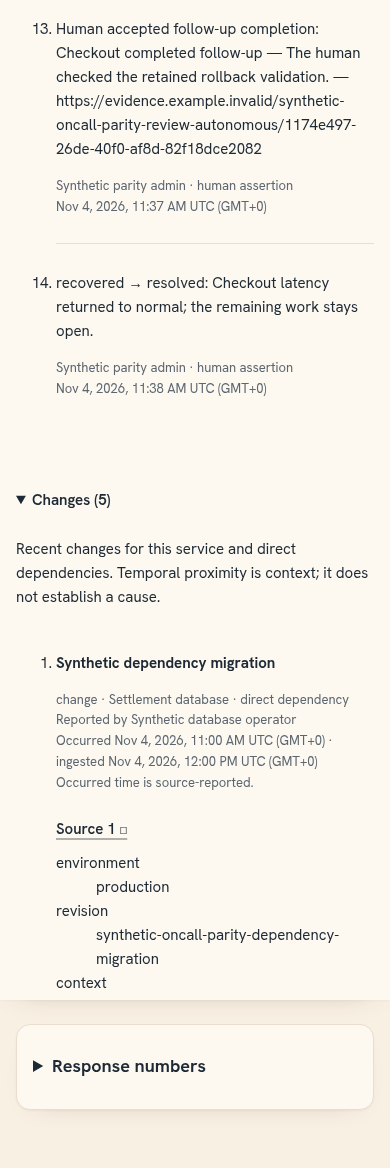 13. Human accepted follow-up completion:
Checkout completed follow-up — The human
checked the retained rollback validation. —
https://evidence.example.invalid/synthetic-
oncall-parity-review-autonomous/1174e497-
26de-40f0-af8d-82f18dce2082
Synthetic parity admin · human assertion
Nov 4, 2026, 11:37 AM UTC (GMT+0)
14. recovered → resolved: Checkout latency
returned to normal; the remaining work stays
open.
Synthetic parity admin · human assertion
Nov 4, 2026, 11:38 AM UTC (GMT+0)
▼ Changes (5)
Recent changes for this service and direct
dependencies. Temporal proximity is context; it does
not establish a cause.
1. Synthetic dependency migration
change · Settlement database · direct dependency
Reported by Synthetic database operator
Occurred Nov 4, 2026, 11:00 AM UTC (GMT+0) ·
ingested Nov 4, 2026, 12:00 PM UTC (GMT+0)
Occurred time is source-reported.
Source 1
environment
production
revision
synthetic-oncall-parity-dependency-
migration
context
▶ Response numbers